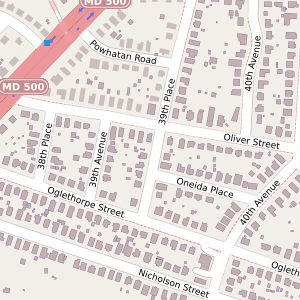 MD 500
Powhatan Road
40th Avenue
MD 500
39th Place
Oliver Street
38th Place
39th Avenue
Oneida Place
40th Avenue
Oglethorpe Street
Ogleth
Nicholson Street